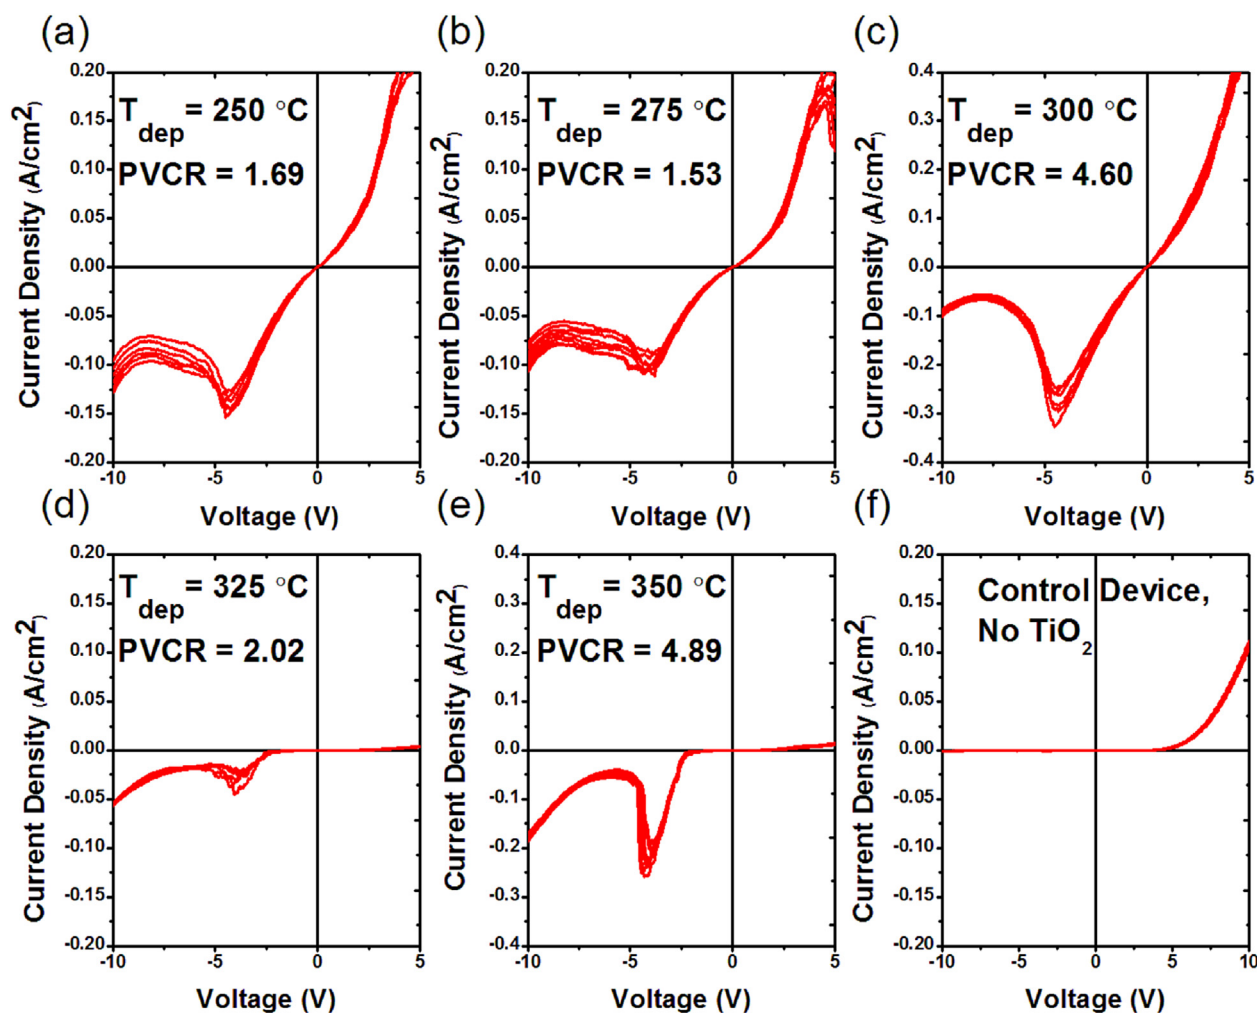 (a)
0.20
0.15
0.10
0.05
0.00
-0.05
-0.10
-0.15
-0.20
Current Density (A/cm²)
T_dep = 250 °C
PVCR = 1.69
-10 -5 0 5
Voltage (V)
(b)
0.20
0.15
0.10
0.05
0.00
-0.05
-0.10
-0.15
-0.20
Current Density (A/cm²)
T_dep = 275 °C
PVCR = 1.53
-10 -5 0 5
Voltage (V)
(c)
0.4
0.3
0.2
0.1
0.0
-0.1
-0.2
-0.3
-0.4
Current Density (A/cm²)
T_dep = 300 °C
PVCR = 4.60
-10 -5 0 5
Voltage (V)
(d)
0.20
0.15
0.10
0.05
0.00
-0.05
-0.10
-0.15
-0.20
Current Density (A/cm²)
T_dep = 325 °C
PVCR = 2.02
-10 -5 0 5
Voltage (V)
(e)
0.4
0.3
0.2
0.1
0.0
-0.1
-0.2
-0.3
-0.4
Current Density (A/cm²)
T_dep = 350 °C
PVCR = 4.89
-10 -5 0 5
Voltage (V)
(f)
0.20
0.15
0.10
0.05
0.00
-0.05
-0.10
-0.15
-0.20
Current Density (A/cm²)
Control Device,
No TiO₂
-10 -5 0 5 10
Voltage (V)